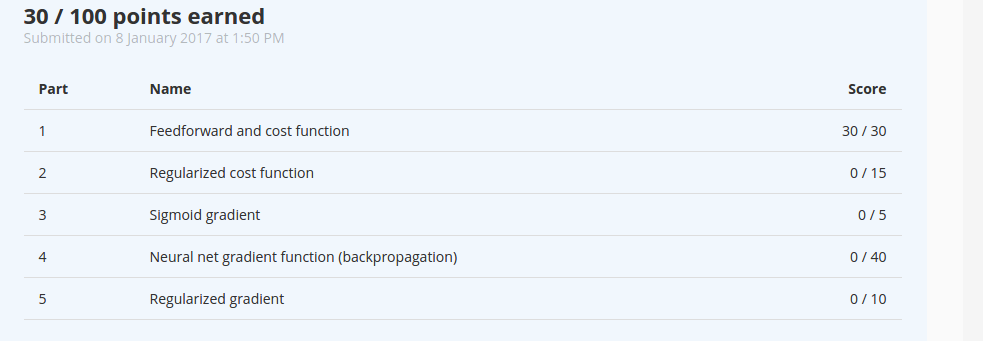 30 / 100 points earned
Submitted on 8 January 2017 at 1:50 PM
Part Name Score
1 Feedforward and cost function 30 / 30
2 Regularized cost function 0 / 15
3 Sigmoid gradient 0 / 5
4 Neural net gradient function (backpropagation) 0 / 40
5 Regularized gradient 0 / 10